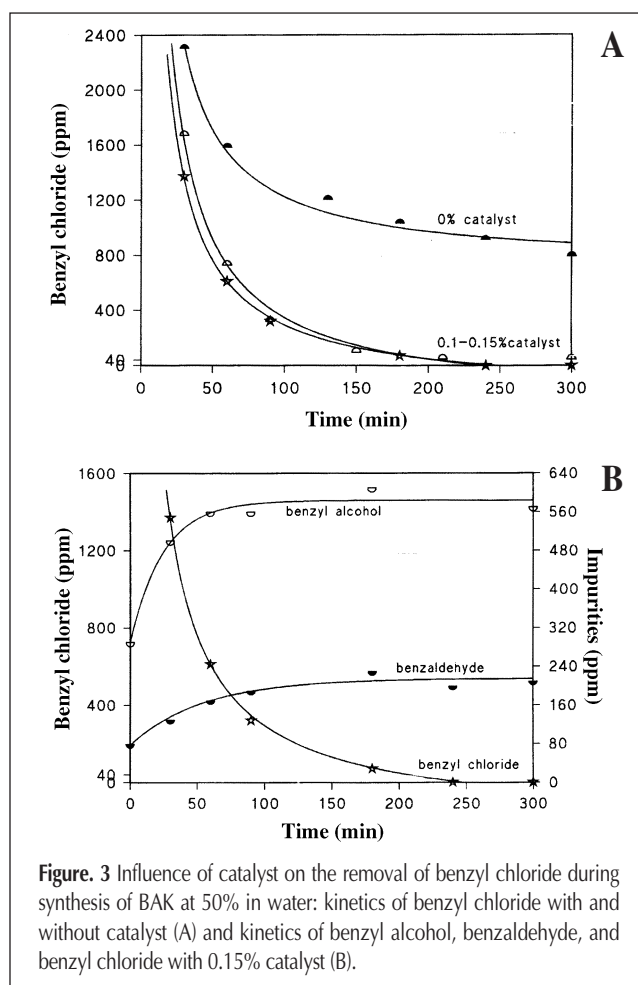 A
2400
2000
1600
1200
800
400
40
0
Benzyl chloride (ppm)
0% catalyst
0.1–0.15%catalyst
0 50 100 150 200 250 300
Time (min)
B
1600
1200
800
400
40
0
Benzyl chloride (ppm)
640
560
480
400
320
240
160
80
0
Impurities (ppm)
benzyl alcohol
benzaldehyde
benzyl chloride
0 50 100 150 200 250 300
Time (min)
Figure. 3 Influence of catalyst on the removal of benzyl chloride during
synthesis of BAK at 50% in water: kinetics of benzyl chloride with and
without catalyst (A) and kinetics of benzyl alcohol, benzaldehyde, and
benzyl chloride with 0.15% catalyst (B).